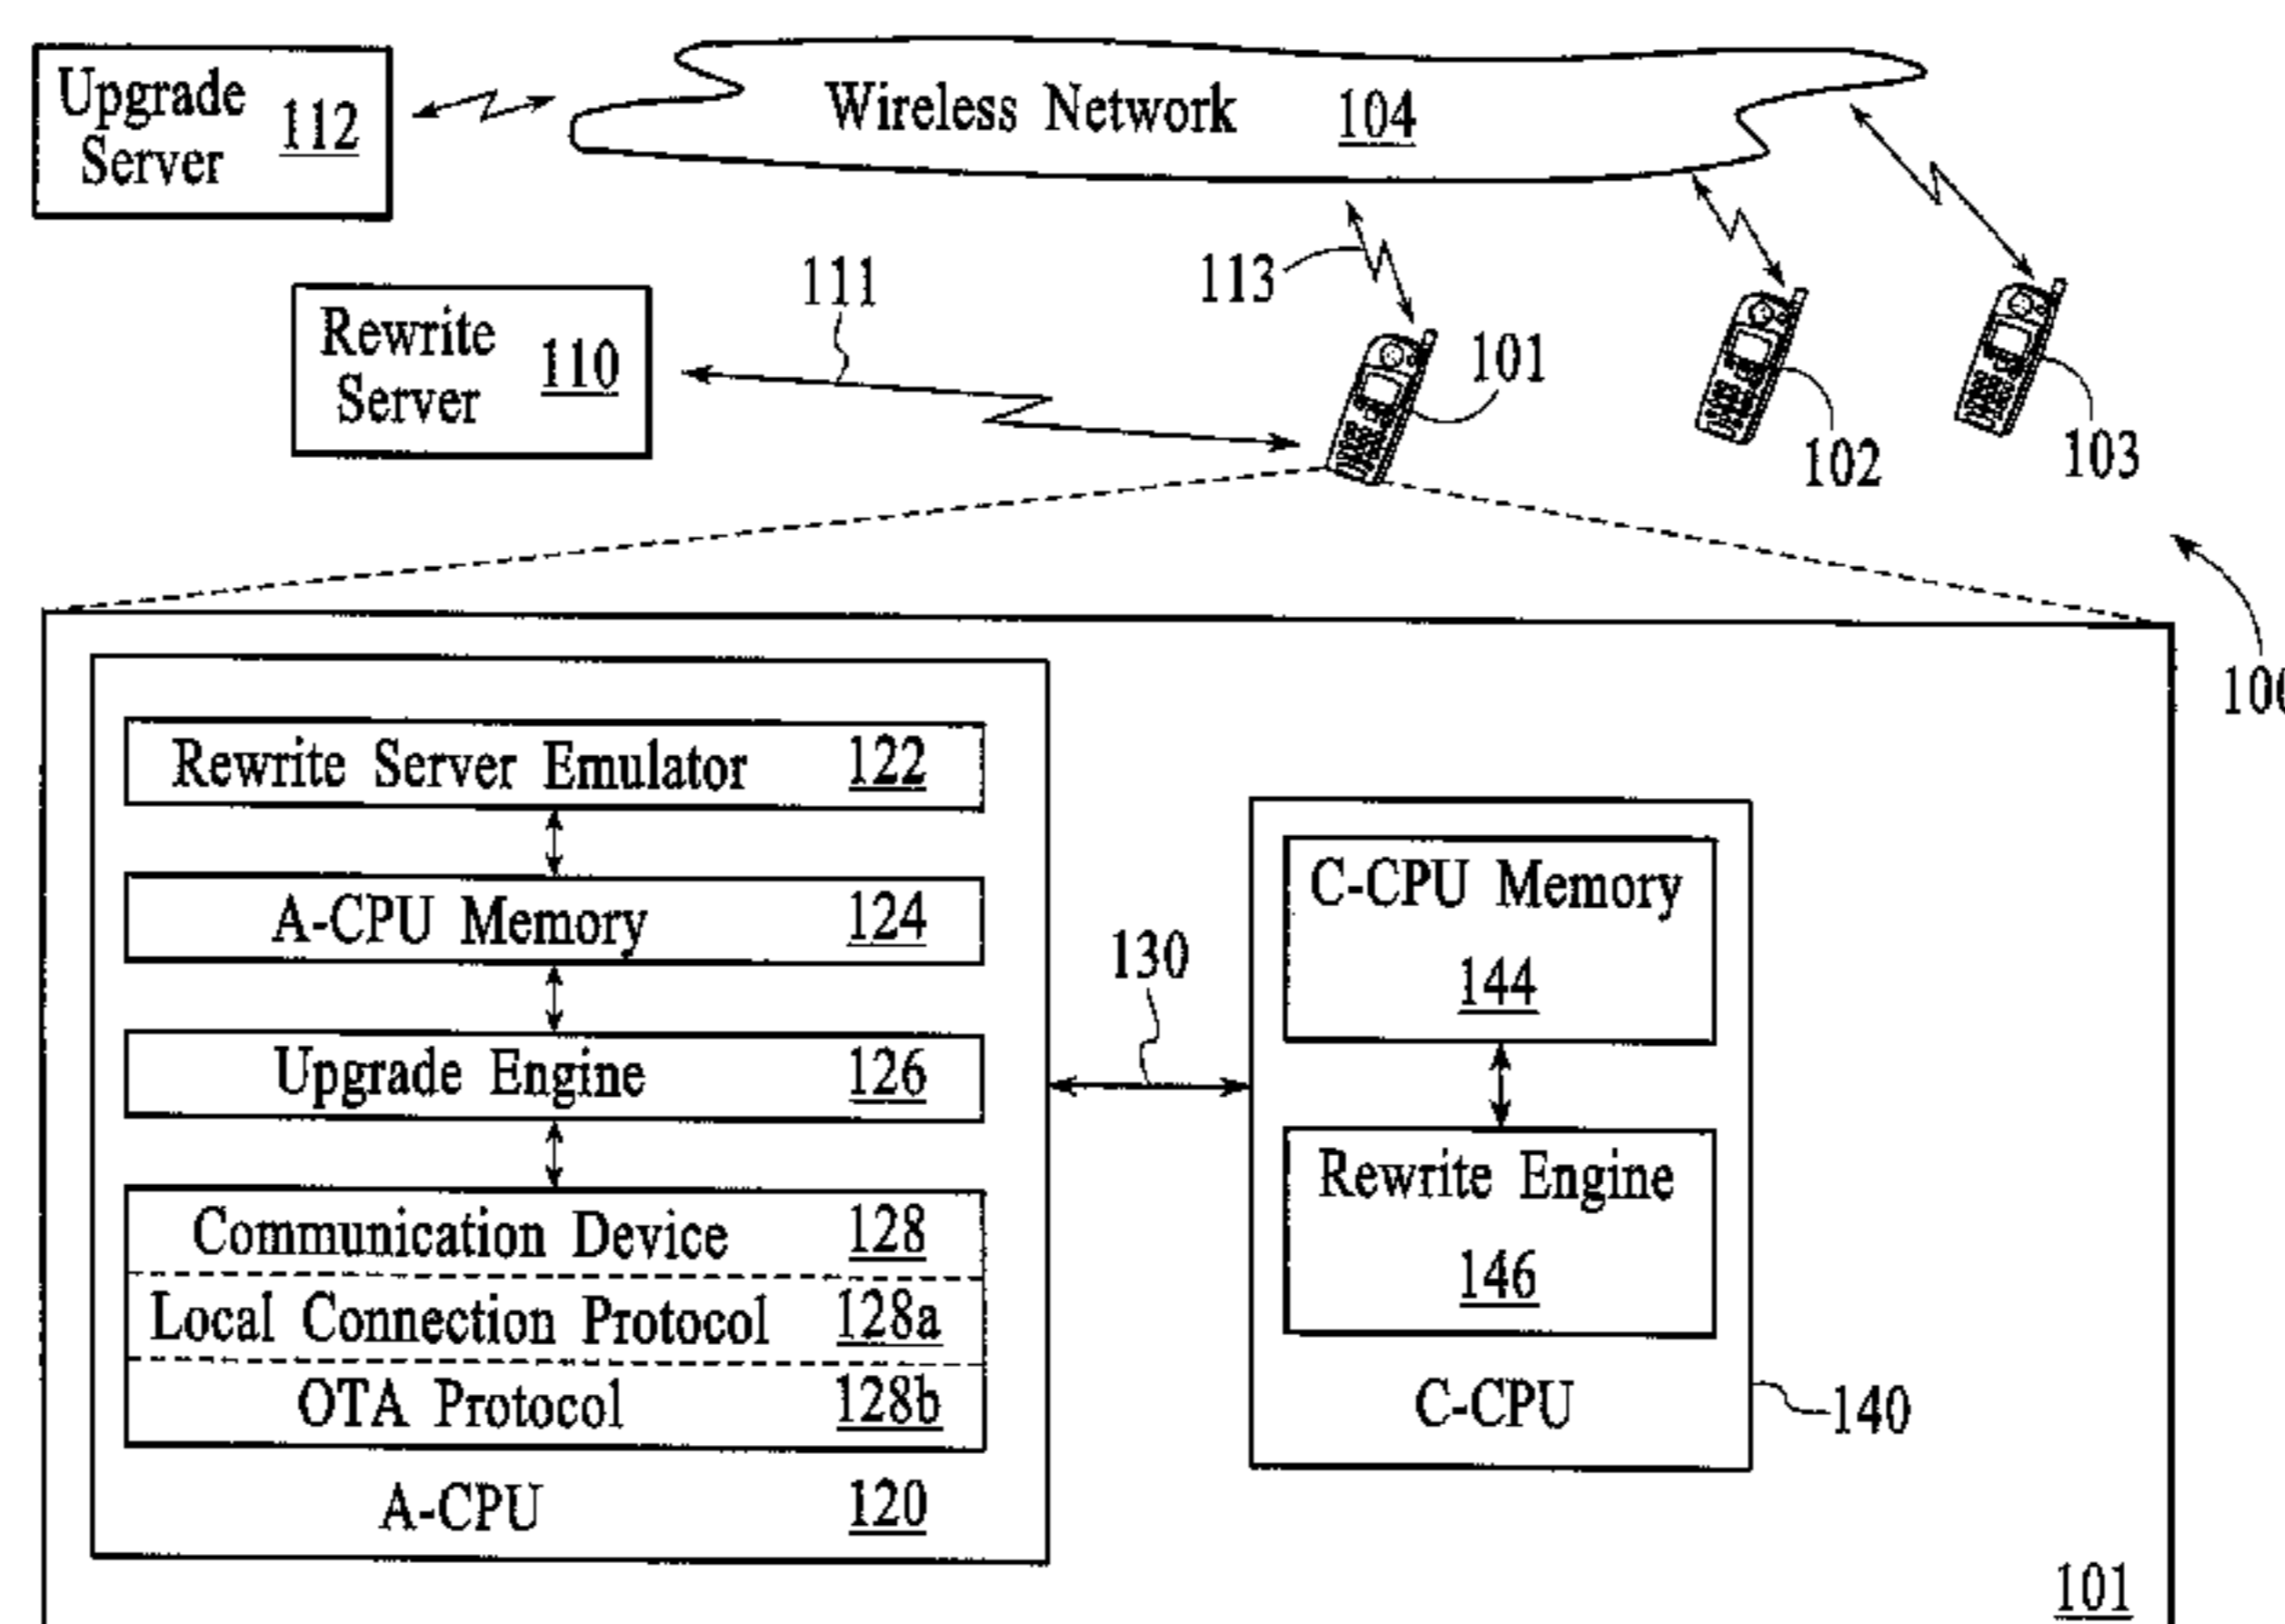 Upgrade
Server 112
Wireless Network 104
111
113
Rewrite
Server 110
101
102
103
100
Rewrite Server Emulator 122
A-CPU Memory 124
Upgrade Engine 126
Communication Device 128
Local Connection Protocol 128a
OTA Protocol 128b
A-CPU 120
130
C-CPU Memory
144
Rewrite Engine
146
C-CPU
140
101